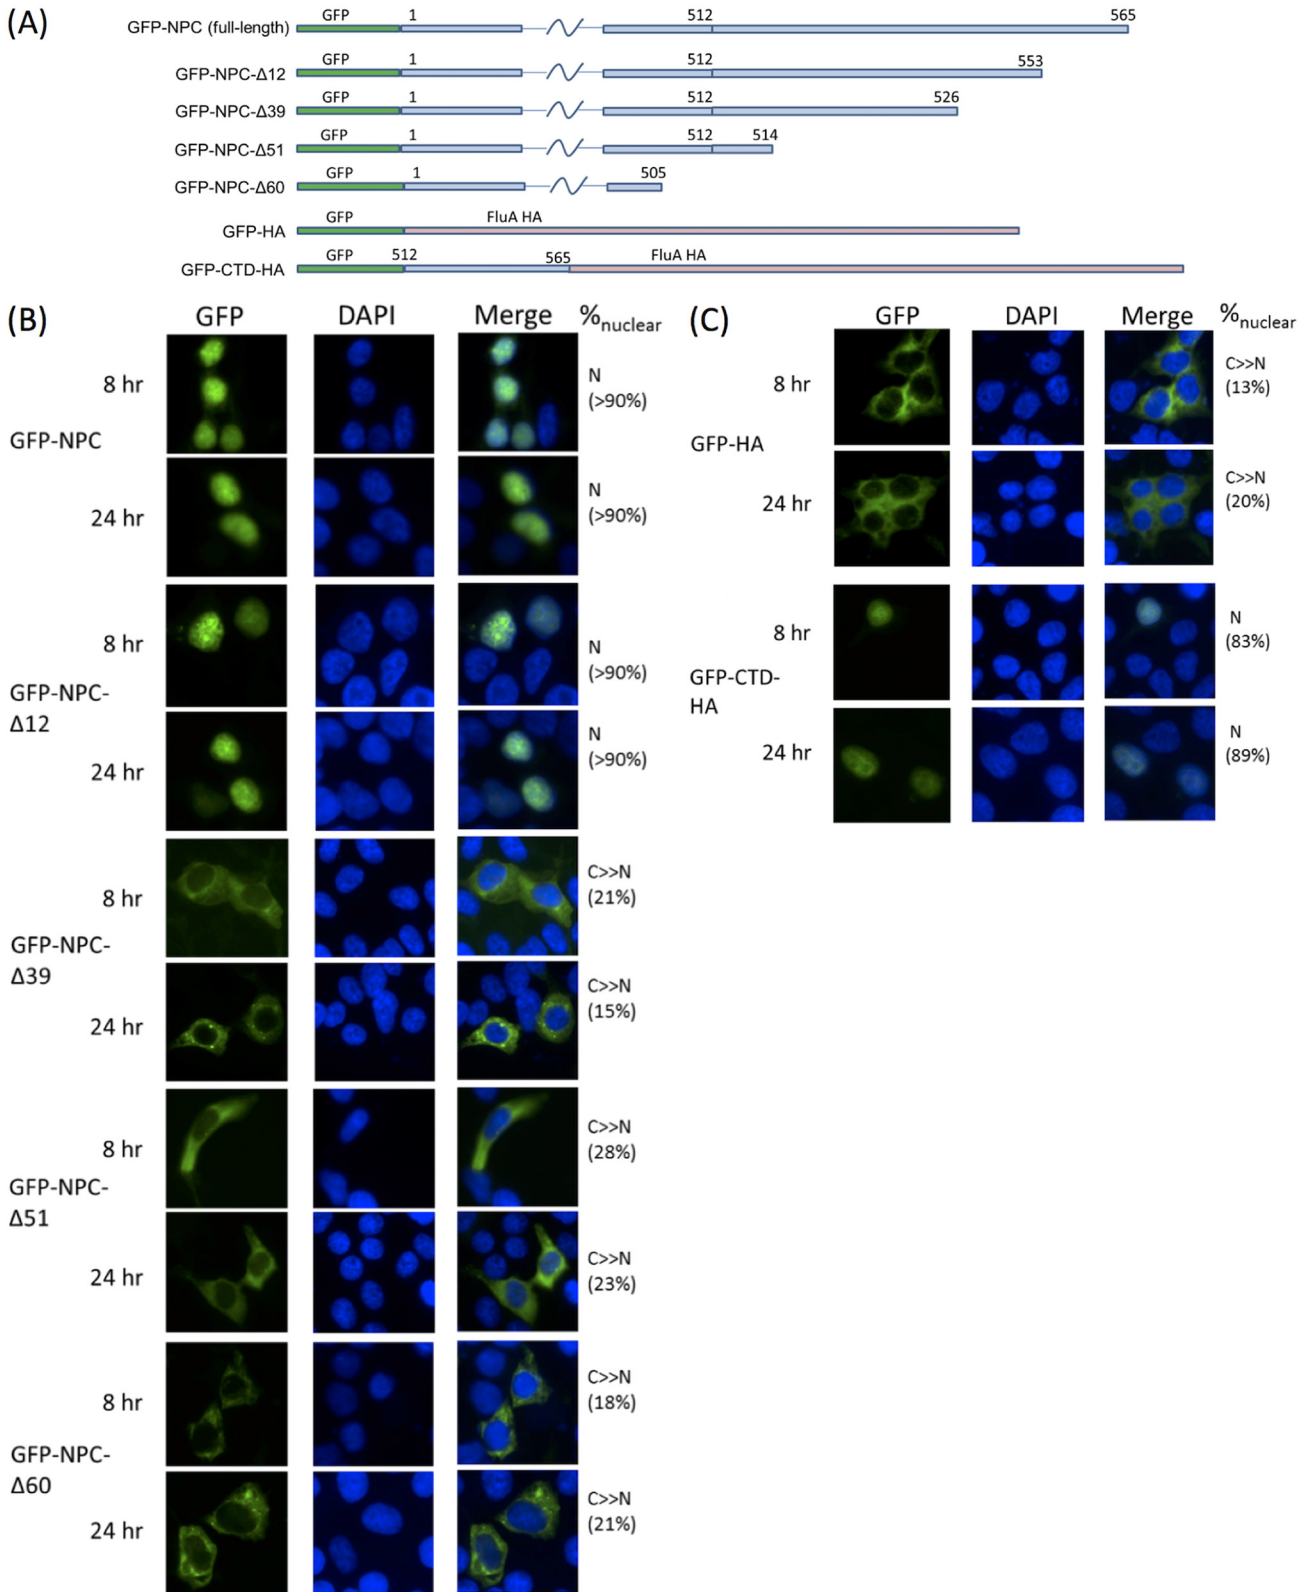 (A)
GFP 1 512 565
GFP-NPC (full-length)
GFP 1 512 553
GFP-NPC-Δ12
GFP 1 512 526
GFP-NPC-Δ39
GFP 1 512 514
GFP-NPC-Δ51
GFP 1 505
GFP-NPC-Δ60
GFP FluA HA
GFP-HA
GFP 512 565 FluA HA
GFP-CTD-HA
(B)
GFP DAPI Merge %nuclear
8 hr
N
(>90%)
GFP-NPC
24 hr
N
(>90%)
8 hr
N
(>90%)
GFP-NPC-
Δ12
24 hr
N
(>90%)
8 hr
C>>N
(21%)
GFP-NPC-
Δ39
24 hr
C>>N
(15%)
8 hr
C>>N
(28%)
GFP-NPC-
Δ51
24 hr
C>>N
(23%)
8 hr
C>>N
(18%)
GFP-NPC-
Δ60
24 hr
C>>N
(21%)
(C)
GFP DAPI Merge %nuclear
8 hr
C>>N
(13%)
GFP-HA
24 hr
C>>N
(20%)
8 hr
N
(83%)
GFP-CTD-
HA
24 hr
N
(89%)